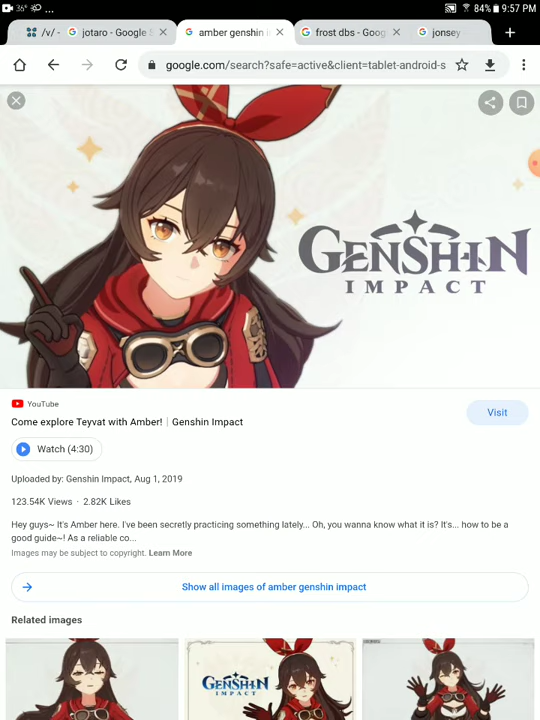 36° ... 84% 9:57 PM
/v/ - jotaro - Google S amber genshin i frost dbs - Goog jonsey
google.com/search?safe=active&client=tablet-android-s
GENSHIN
IMPACT
YouTube
Come explore Teyvat with Amber! | Genshin Impact
Visit
Watch (4:30)
Uploaded by: Genshin Impact, Aug 1, 2019
123.54K Views · 2.82K Likes
Hey guys~ It's Amber here. I've been secretly practicing something lately... Oh, you wanna know what it is? It's... how to be a
good guide~! As a reliable co...
Images may be subject to copyright. Learn More
Show all images of amber genshin impact
Related images
GENSHIN
IMPACT